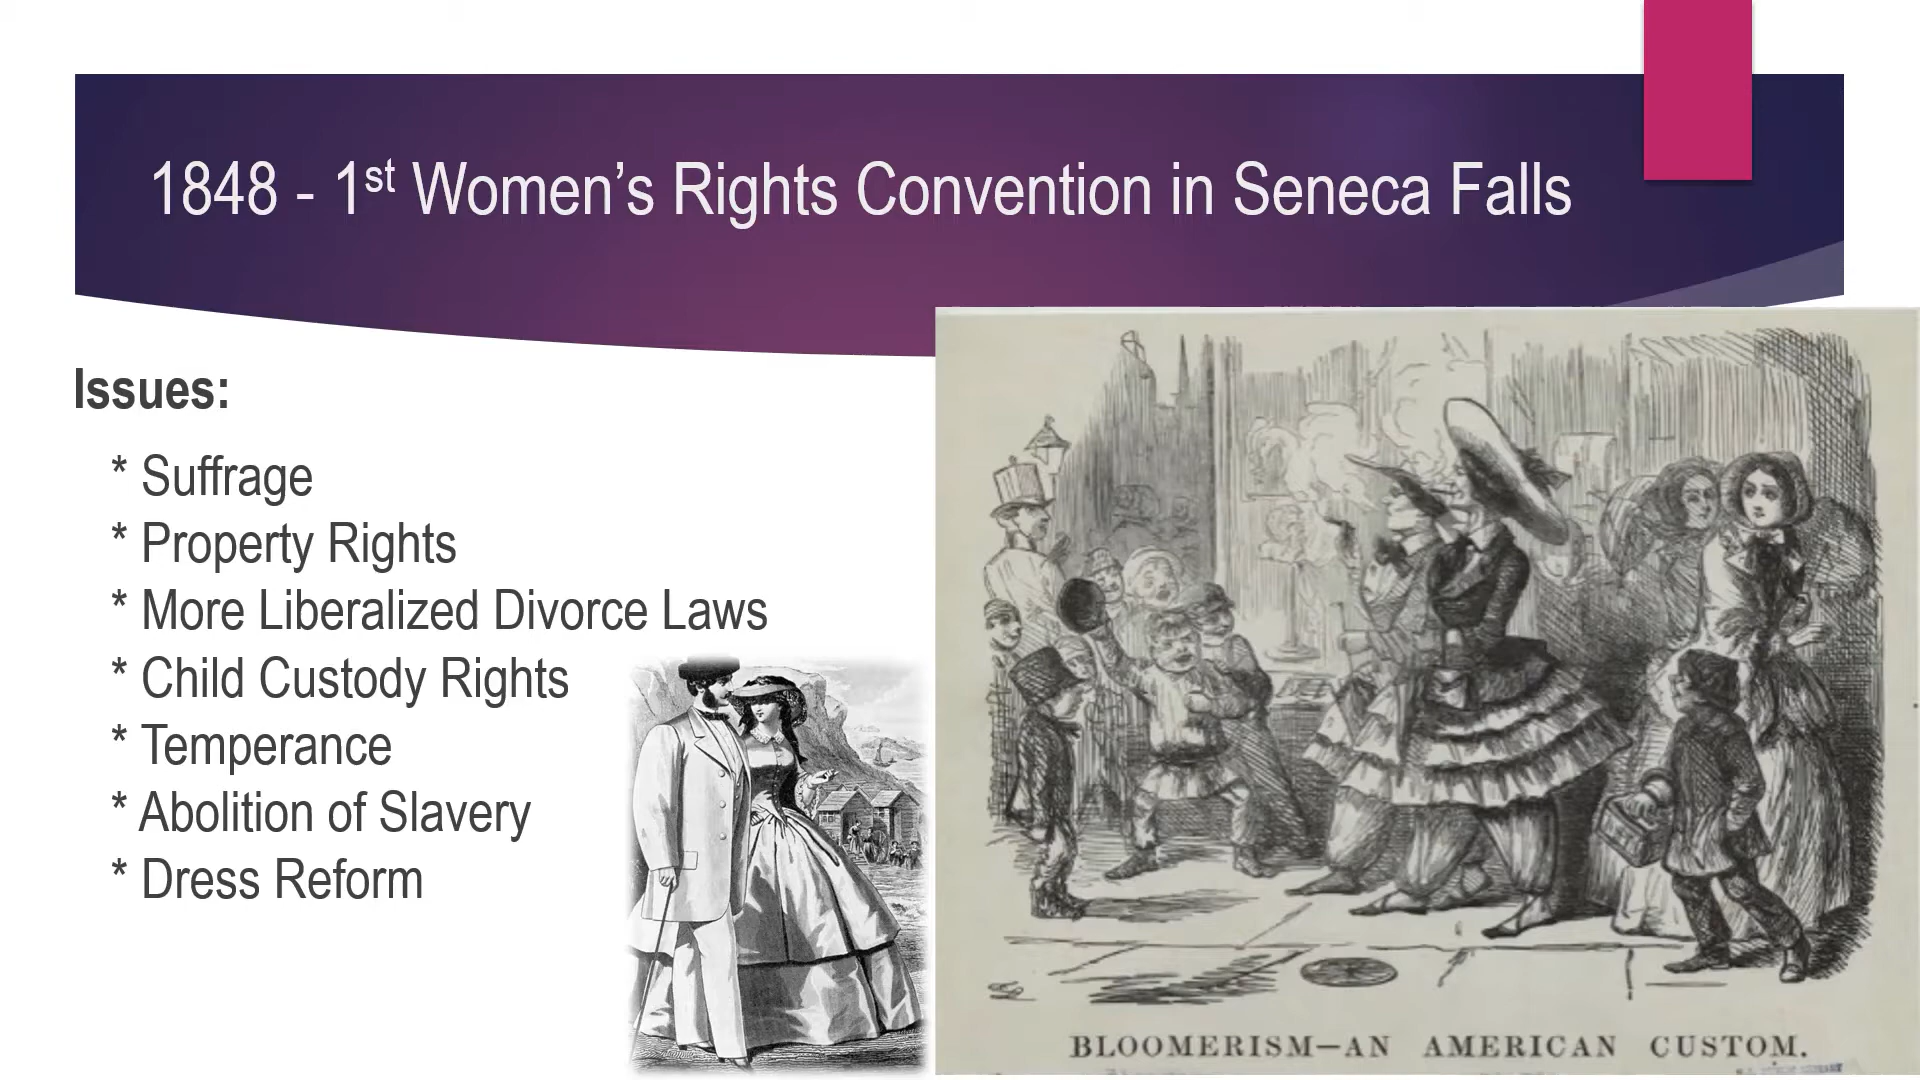 1848 - 1st Women’s Rights Convention in Seneca Falls
Issues:
* Suffrage
* Property Rights
* More Liberalized Divorce Laws
* Child Custody Rights
* Temperance
* Abolition of Slavery
* Dress Reform
BLOOMERISM—AN AMERICAN CUSTOM.